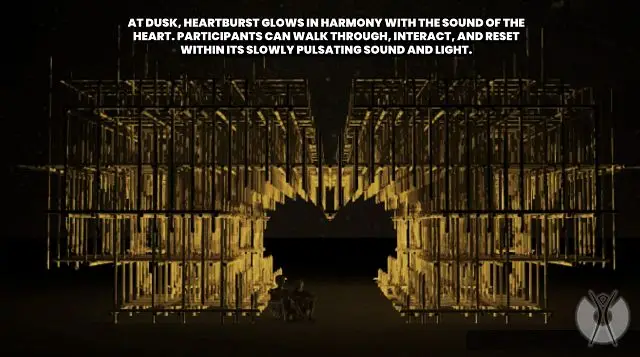 AT DUSK, HEARTBURST GLOWS IN HARMONY WITH THE SOUND OF THE
HEART. PARTICIPANTS CAN WALK THROUGH, INTERACT, AND RESET
WITHIN ITS SLOWLY PULSATING SOUND AND LIGHT.